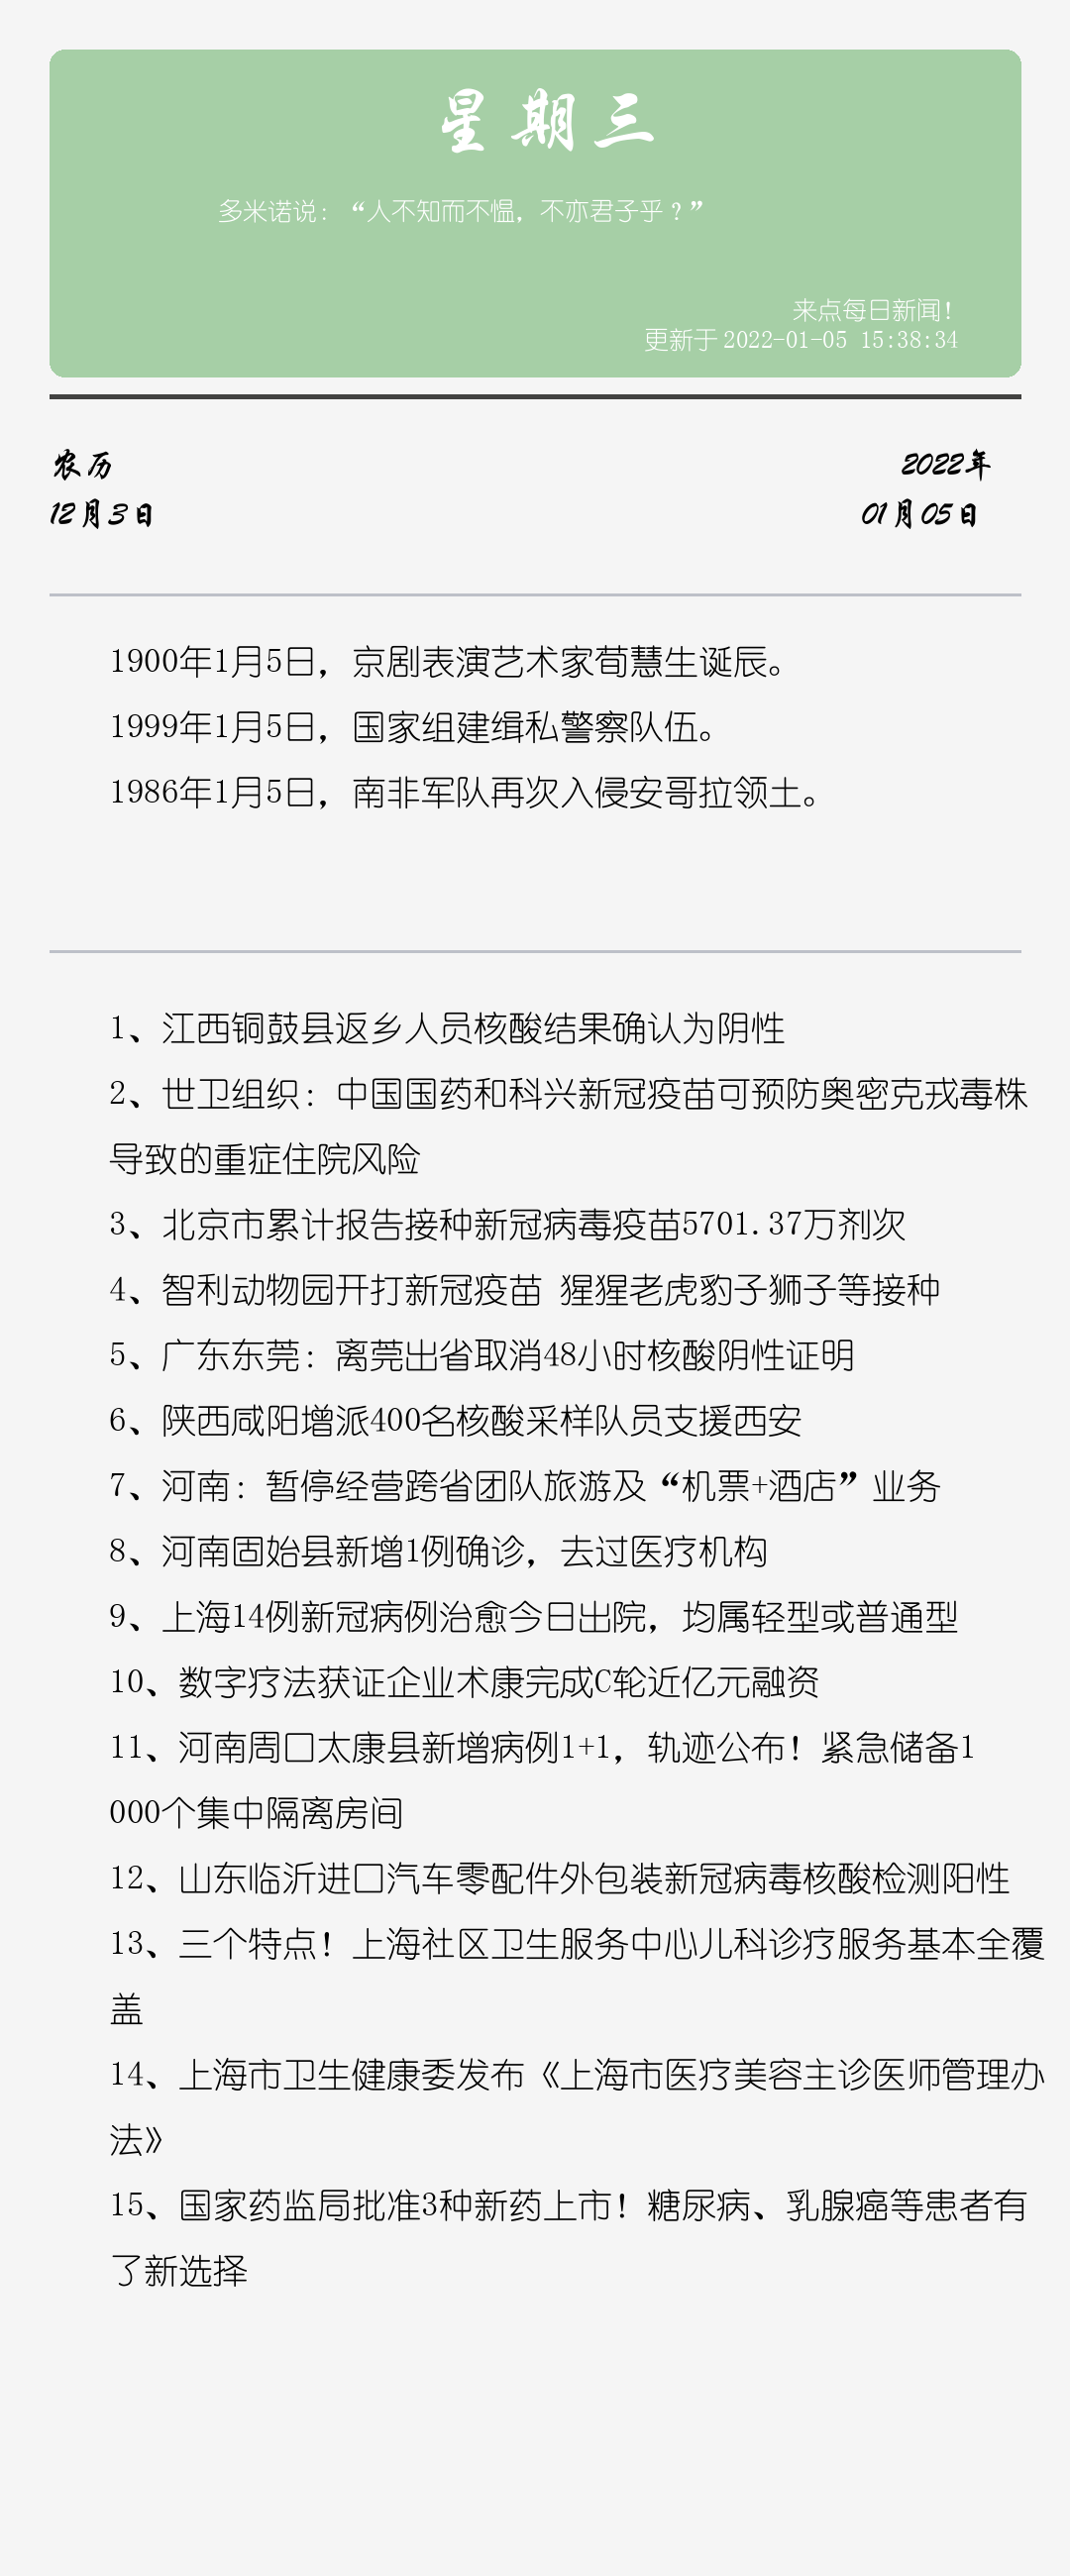 星期三
多米诺说：“人不知而不愠，不亦君子乎？”
来点每日新闻！
更新于2022-01-05 15:38:34
农历
2022年
12月3日
01月05日
1900年1月5日，京剧表演艺术家荀慧生诞辰。
1999年1月5日，国家组建缉私警察队伍。
1986年1月5日，南非军队再次入侵安哥拉领土。
1、江西铜鼓县返乡人员核酸结果确认为阴性
2、世卫组织：中国国药和科兴新冠疫苗可预防奥密克戎毒株
导致的重症住院风险
3、北京市累计报告接种新冠病毒疫苗5701.37万剂次
4、智利动物园开打新冠疫苗 猩猩老虎豹子狮子等接种
5、广东东莞：离莞出省取消48小时核酸阴性证明
6、陕西咸阳增派400名核酸采样队员支援西安
7、河南：暂停经营跨省团队旅游及“机票+酒店”业务
8、河南固始县新增1例确诊，去过医疗机构
9、上海14例新冠病例治愈今日出院，均属轻型或普通型
10、数字疗法获证企业术康完成C轮近亿元融资
11、河南周口太康县新增病例1+1，轨迹公布！紧急储备1
000个集中隔离房间
12、山东临沂进口汽车零配件外包装新冠病毒核酸检测阳性
13、三个特点！上海社区卫生服务中心儿科诊疗服务基本全覆
盖
14、上海市卫生健康委发布《上海市医疗美容主诊医师管理办
法》
15、国家药监局批准3种新药上市！糖尿病、乳腺癌等患者有
了新选择